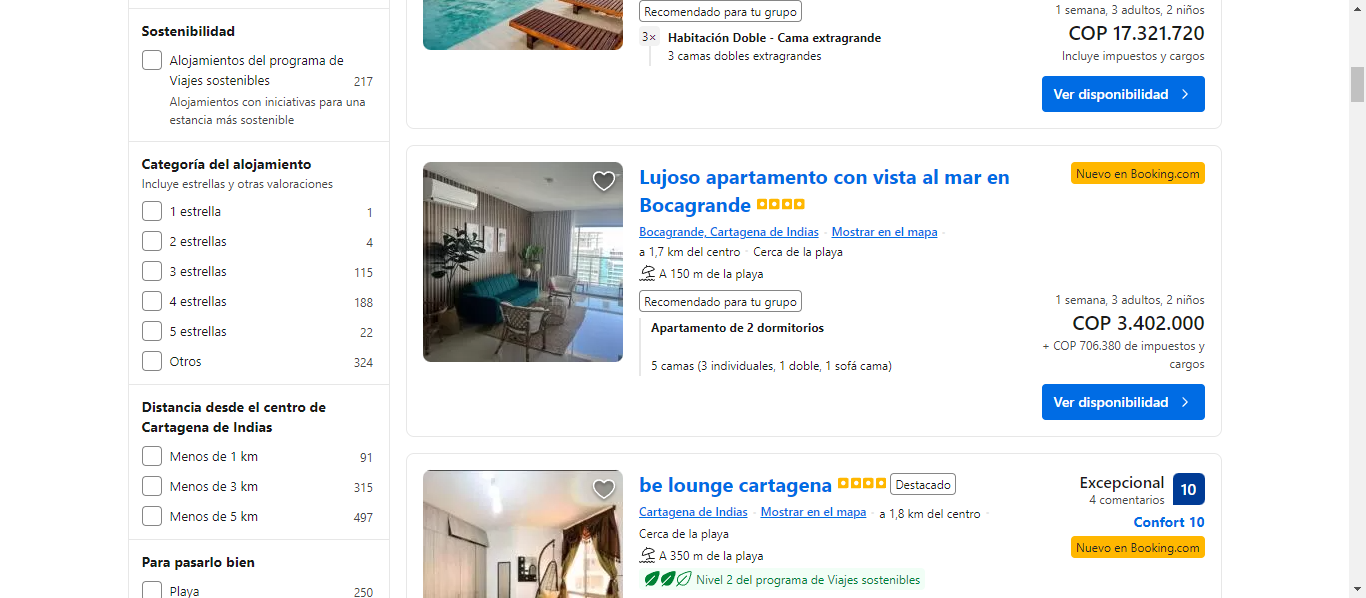 Sostenibilidad
Alojamientos del programa de
Viajes sostenibles 217
Alojamientos con iniciativas para una
estancia más sostenible
Categoría del alojamiento
Incluye estrellas y otras valoraciones
1 estrella 1
2 estrellas 4
3 estrellas 115
4 estrellas 188
5 estrellas 22
Otros 324
Distancia desde el centro de
Cartagena de Indias
Menos de 1 km 91
Menos de 3 km 315
Menos de 5 km 497
Para pasarlo bien
Playa 250
Recomendado para tu grupo
3× Habitación Doble - Cama extragrande
3 camas dobles extragrandes
1 semana, 3 adultos, 2 niños
COP 17.321.720
Incluye impuestos y cargos
Ver disponibilidad
Lujoso apartamento con vista al mar en
Bocagrande
Nuevo en Booking.com
Bocagrande, Cartagena de Indias · Mostrar en el mapa ·
a 1,7 km del centro · Cerca de la playa
A 150 m de la playa
Recomendado para tu grupo
Apartamento de 2 dormitorios
5 camas (3 individuales, 1 doble, 1 sofá cama)
1 semana, 3 adultos, 2 niños
COP 3.402.000
+ COP 706.380 de impuestos y
cargos
Ver disponibilidad
be lounge cartagena Destacado
Cartagena de Indias · Mostrar en el mapa · a 1,8 km del centro ·
Cerca de la playa
A 350 m de la playa
Nivel 2 del programa de Viajes sostenibles
Excepcional 10
4 comentarios
Confort 10
Nuevo en Booking.com